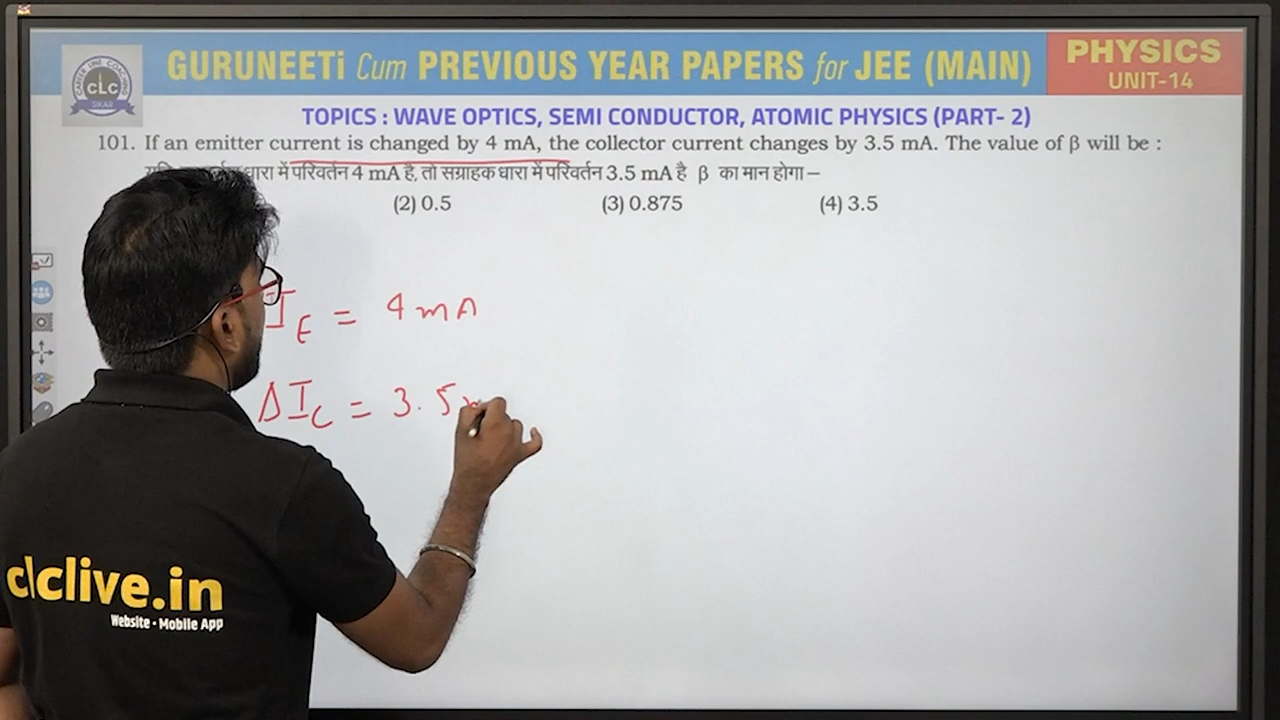 GURUNEETi Cum PREVIOUS YEAR PAPERS for JEE (MAIN)
PHYSICS
UNIT-14
CAREER LINE COACHING
CLC
SIKAR
TOPICS : WAVE OPTICS, SEMI CONDUCTOR, ATOMIC PHYSICS (PART- 2)
101. If an emitter current is changed by 4 mA, the collector current changes by 3.5 mA. The value of β will be :
धारा में परिवर्तन 4 mA है, तो सग्राहक धारा में परिवर्तन 3.5 mA है β का मान होगा –
(2) 0.5 (3) 0.875 (4) 3.5
I_E = 4 mA
ΔI_C = 3.5
clclive.in
Website • Mobile App